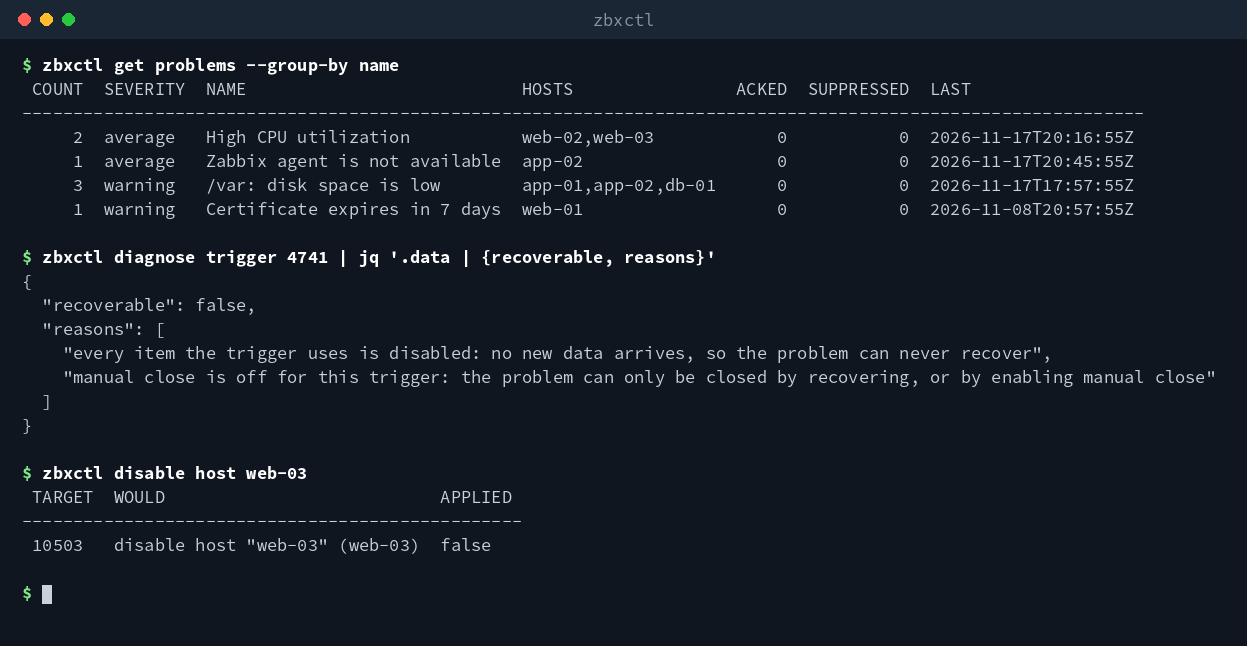 zbxctl
$ zbxctl get problems --group-by name
COUNT  SEVERITY  NAME                           HOSTS                ACKED  SUPPRESSED  LAST
--------------------------------------------------------------------------------------------------------------
    2  average   High CPU utilization           web-02,web-03            0           0  2026-11-17T20:16:55Z
    1  average   Zabbix agent is not available  app-02                   0           0  2026-11-17T20:45:55Z
    3  warning   /var: disk space is low        app-01,app-02,db-01      0           0  2026-11-17T17:57:55Z
    1  warning   Certificate expires in 7 days  web-01                   0           0  2026-11-08T20:57:55Z
$ zbxctl diagnose trigger 4741 | jq '.data | {recoverable, reasons}'
{
  "recoverable": false,
  "reasons": [
    "every item the trigger uses is disabled: no new data arrives, so the problem can never recover",
    "manual close is off for this trigger: the problem can only be closed by recovering, or by enabling manual close"
  ]
}
$ zbxctl disable host web-03
TARGET  WOULD                           APPLIED
-------------------------------------------------
10503   disable host "web-03" (web-03)  false
$